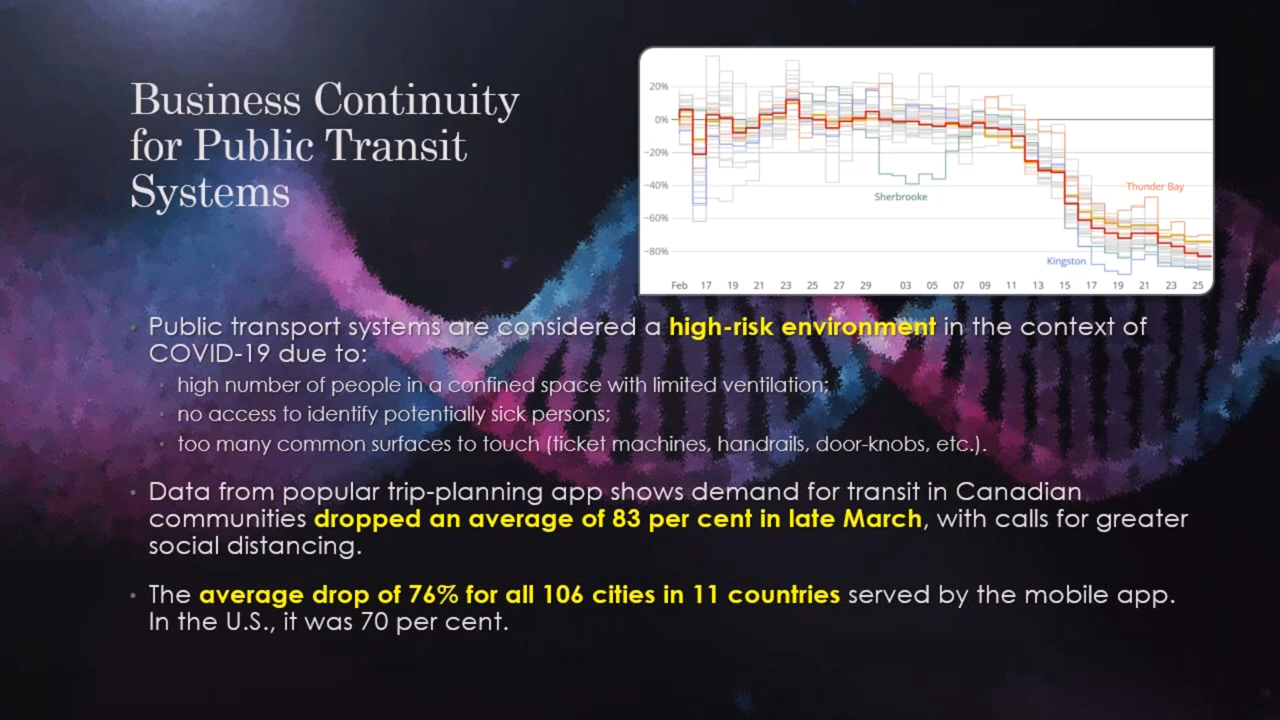 Business Continuity
for Public Transit
Systems
20%
0%
−20%
−40%
−60%
−80%
Sherbrooke
Thunder Bay
Kingston
Feb 17 19 21 23 25 27 29 03 05 07 09 11 13 15 17 19 21 23 25
• Public transport systems are considered a high-risk environment in the context of
COVID-19 due to:
• high number of people in a confined space with limited ventilation;
• no access to identify potentially sick persons;
• too many common surfaces to touch (ticket machines, handrails, door-knobs, etc.).
• Data from popular trip-planning app shows demand for transit in Canadian
communities dropped an average of 83 per cent in late March, with calls for greater
social distancing.
• The average drop of 76% for all 106 cities in 11 countries served by the mobile app.
In the U.S., it was 70 per cent.